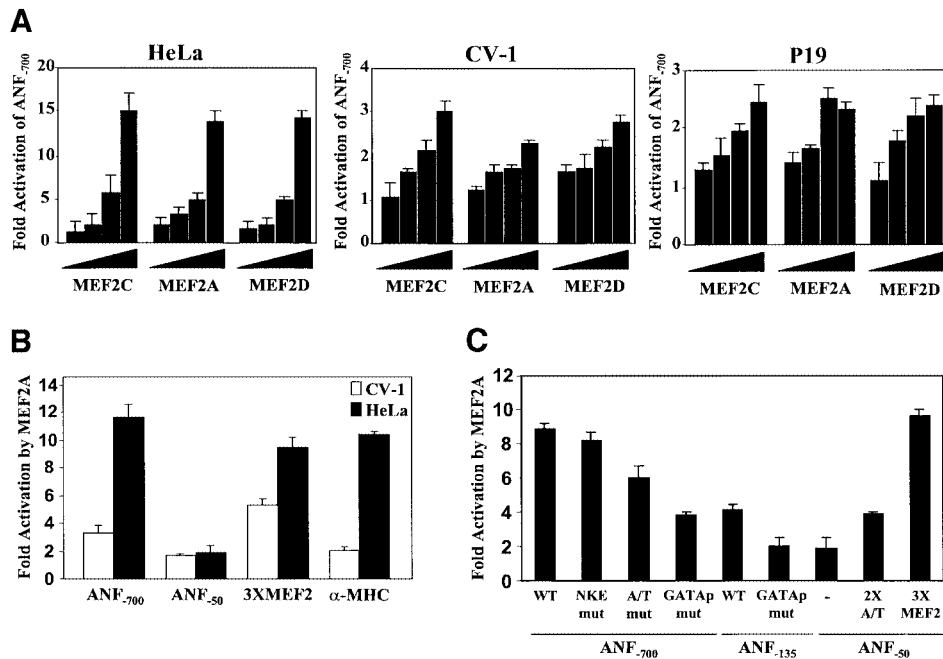 A
HeLa
Fold Activation of ANF-700
20
15
10
5
0
MEF2C MEF2A MEF2D
CV-1
Fold Activation of ANF-700
4
3
2
1
0
MEF2C MEF2A MEF2D
P19
Fold Activation of ANF-700
3
2
1
0
MEF2C MEF2A MEF2D
B
Fold Activation by MEF2A
14
12
10
8
6
4
2
0
CV-1
HeLa
ANF-700 ANF-50 3XMEF2 α-MHC
C
Fold Activation by MEF2A
12
10
8
6
4
2
0
WT NKE mut A/T mut GATAp mut WT GATAp mut - 2X A/T 3X MEF2
ANF-700 ANF-135 ANF-50